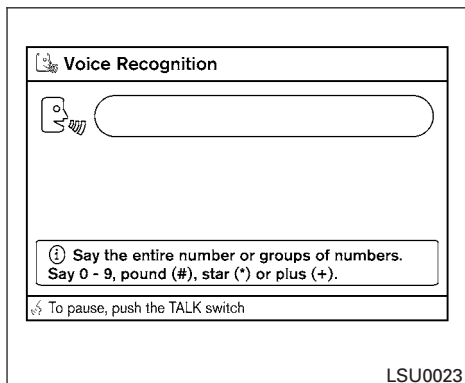 Voice Recognition
Say the entire number or groups of numbers.
Say 0 - 9, pound (#), star (*) or plus (+).
To pause, push the TALK switch
LSU0023